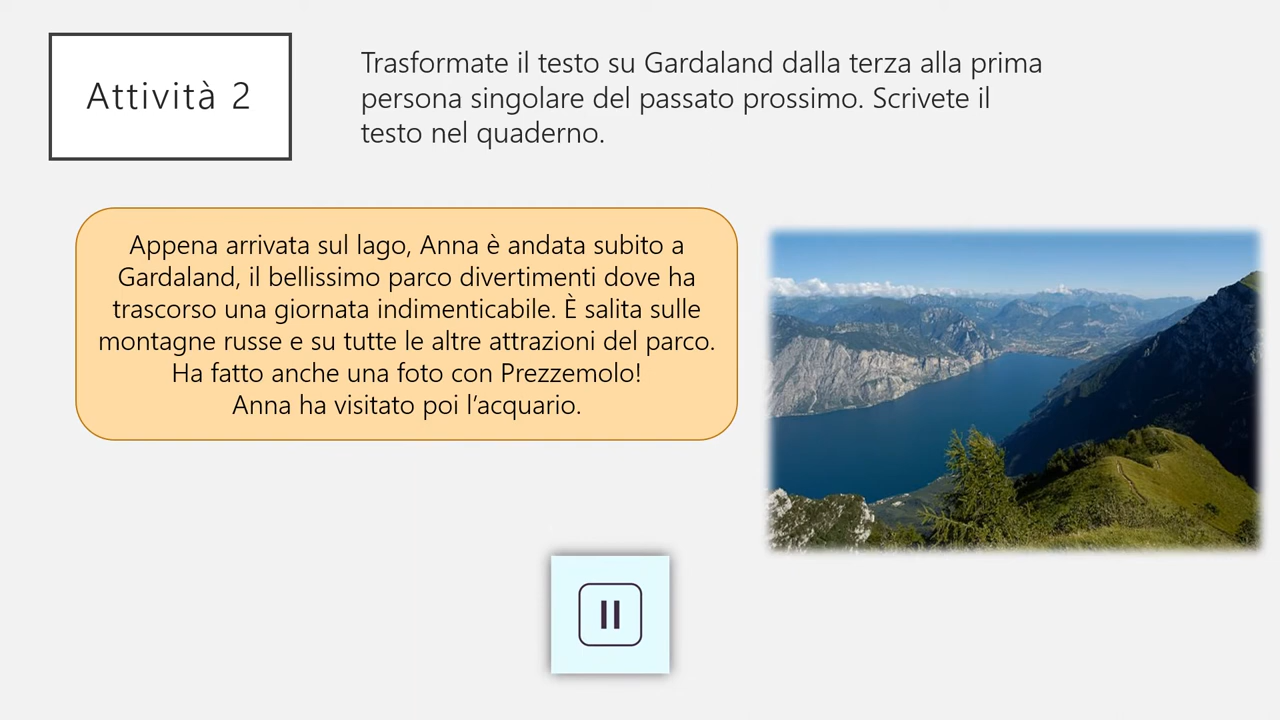 Attività 2
Trasformate il testo su Gardaland dalla terza alla prima
persona singolare del passato prossimo. Scrivete il
testo nel quaderno.
Appena arrivata sul lago, Anna è andata subito a
Gardaland, il bellissimo parco divertimenti dove ha
trascorso una giornata indimenticabile. È salita sulle
montagne russe e su tutte le altre attrazioni del parco.
Ha fatto anche una foto con Prezzemolo!
Anna ha visitato poi l’acquario.